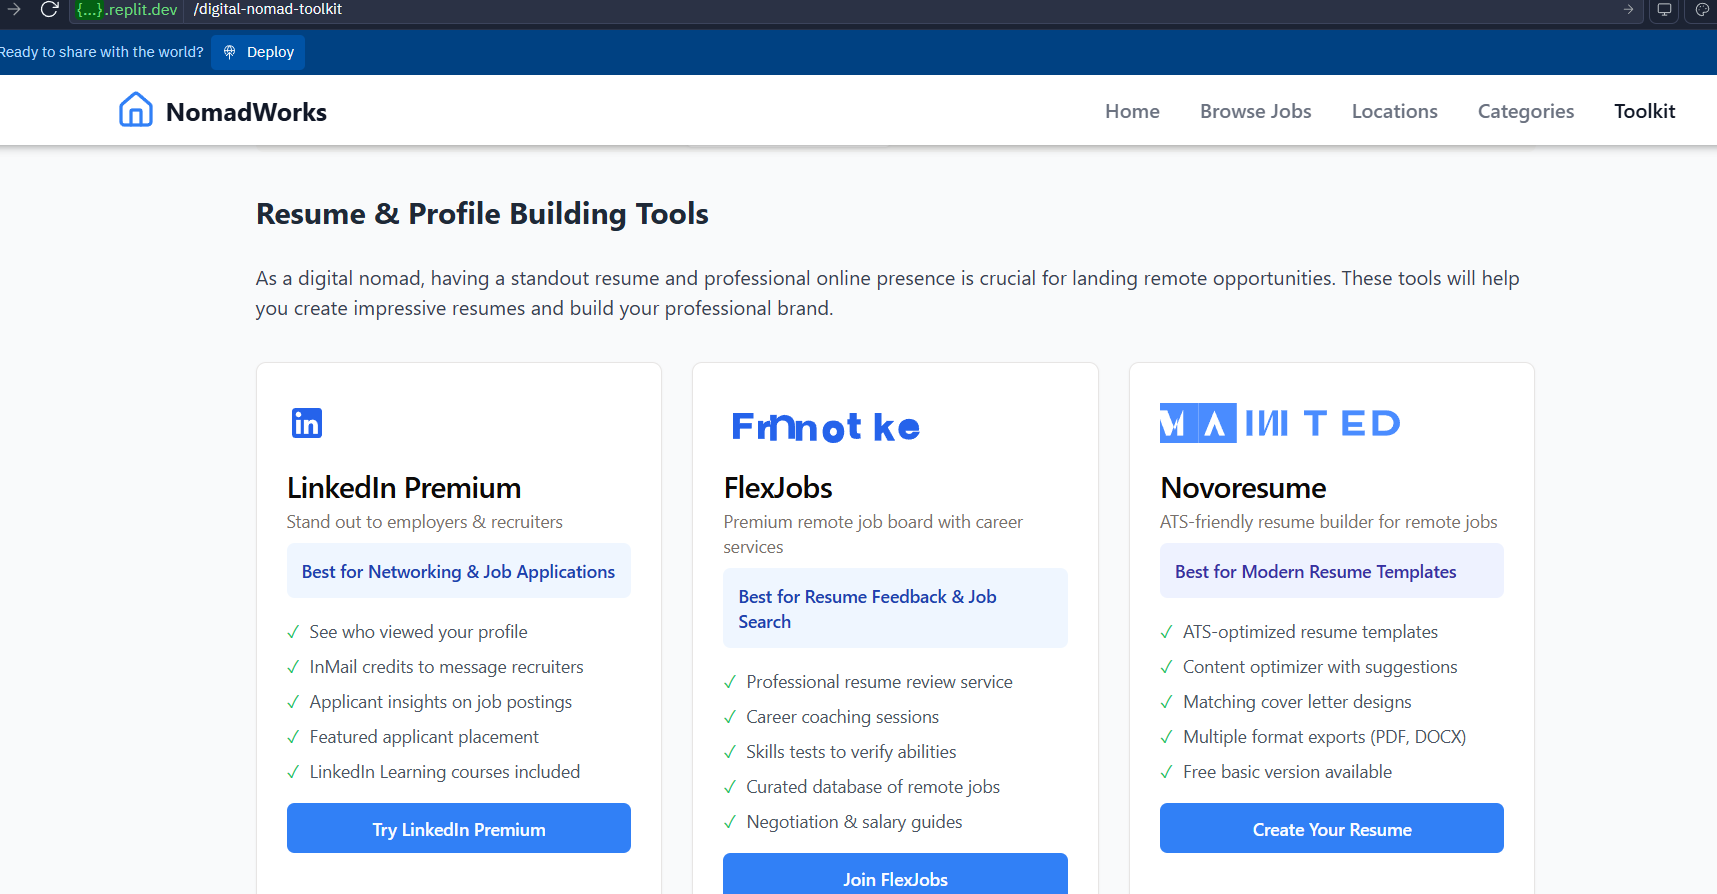 {...}.replit.dev /digital-nomad-toolkit
Ready to share with the world? Deploy
NomadWorks Home Browse Jobs Locations Categories Toolkit
Resume & Profile Building Tools
As a digital nomad, having a standout resume and professional online presence is crucial for landing remote opportunities. These tools will help
you create impressive resumes and build your professional brand.
in
LinkedIn Premium
Stand out to employers & recruiters
Best for Networking & Job Applications
✓ See who viewed your profile
✓ InMail credits to message recruiters
✓ Applicant insights on job postings
✓ Featured applicant placement
✓ LinkedIn Learning courses included
Try LinkedIn Premium
FlexJobs
Premium remote job board with career
services
Best for Resume Feedback & Job
Search
✓ Professional resume review service
✓ Career coaching sessions
✓ Skills tests to verify abilities
✓ Curated database of remote jobs
✓ Negotiation & salary guides
Join FlexJobs
Novoresume
ATS-friendly resume builder for remote jobs
Best for Modern Resume Templates
✓ ATS-optimized resume templates
✓ Content optimizer with suggestions
✓ Matching cover letter designs
✓ Multiple format exports (PDF, DOCX)
✓ Free basic version available
Create Your Resume